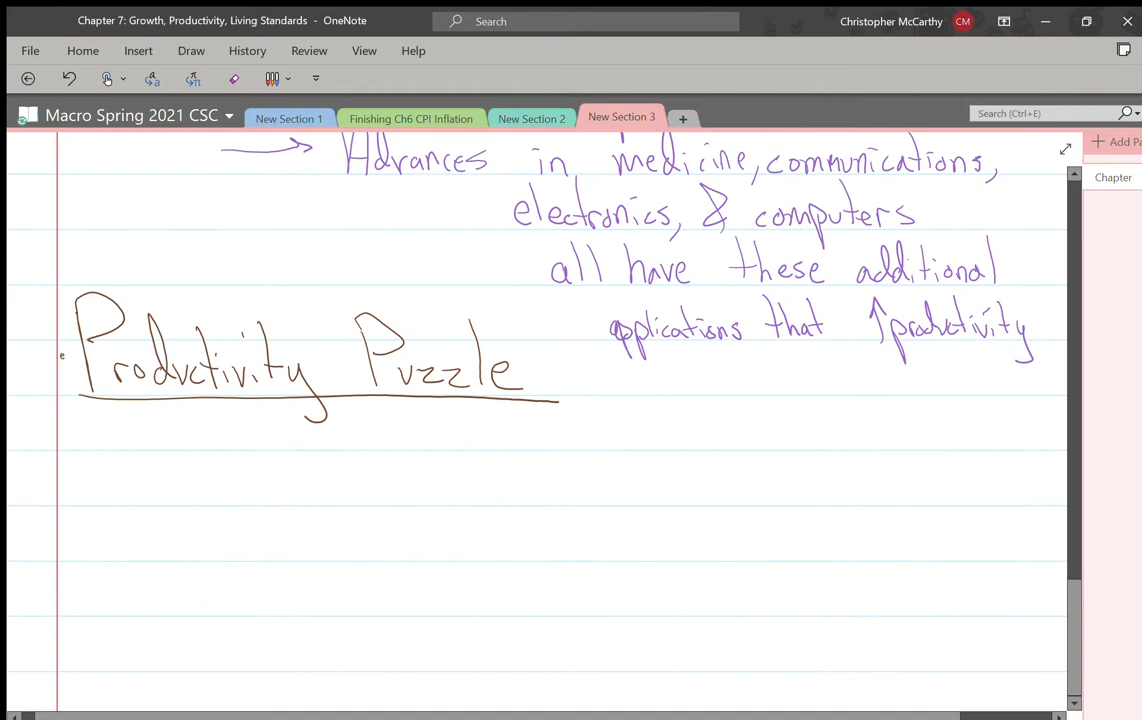 Chapter 7: Growth, Productivity, Living Standards - OneNote
Search
Christopher McCarthy
CM
File Home Insert Draw History Review View Help
Macro Spring 2021 CSC
New Section 1
Finishing Ch6 CPI Inflation
New Section 2
New Section 3
Search (Ctrl+E)
+ Add Pa
Chapter
→ Advances in medicine, communications,
electronics, & computers
all have these additional
applications that ↑productivity
Productivity Puzzle